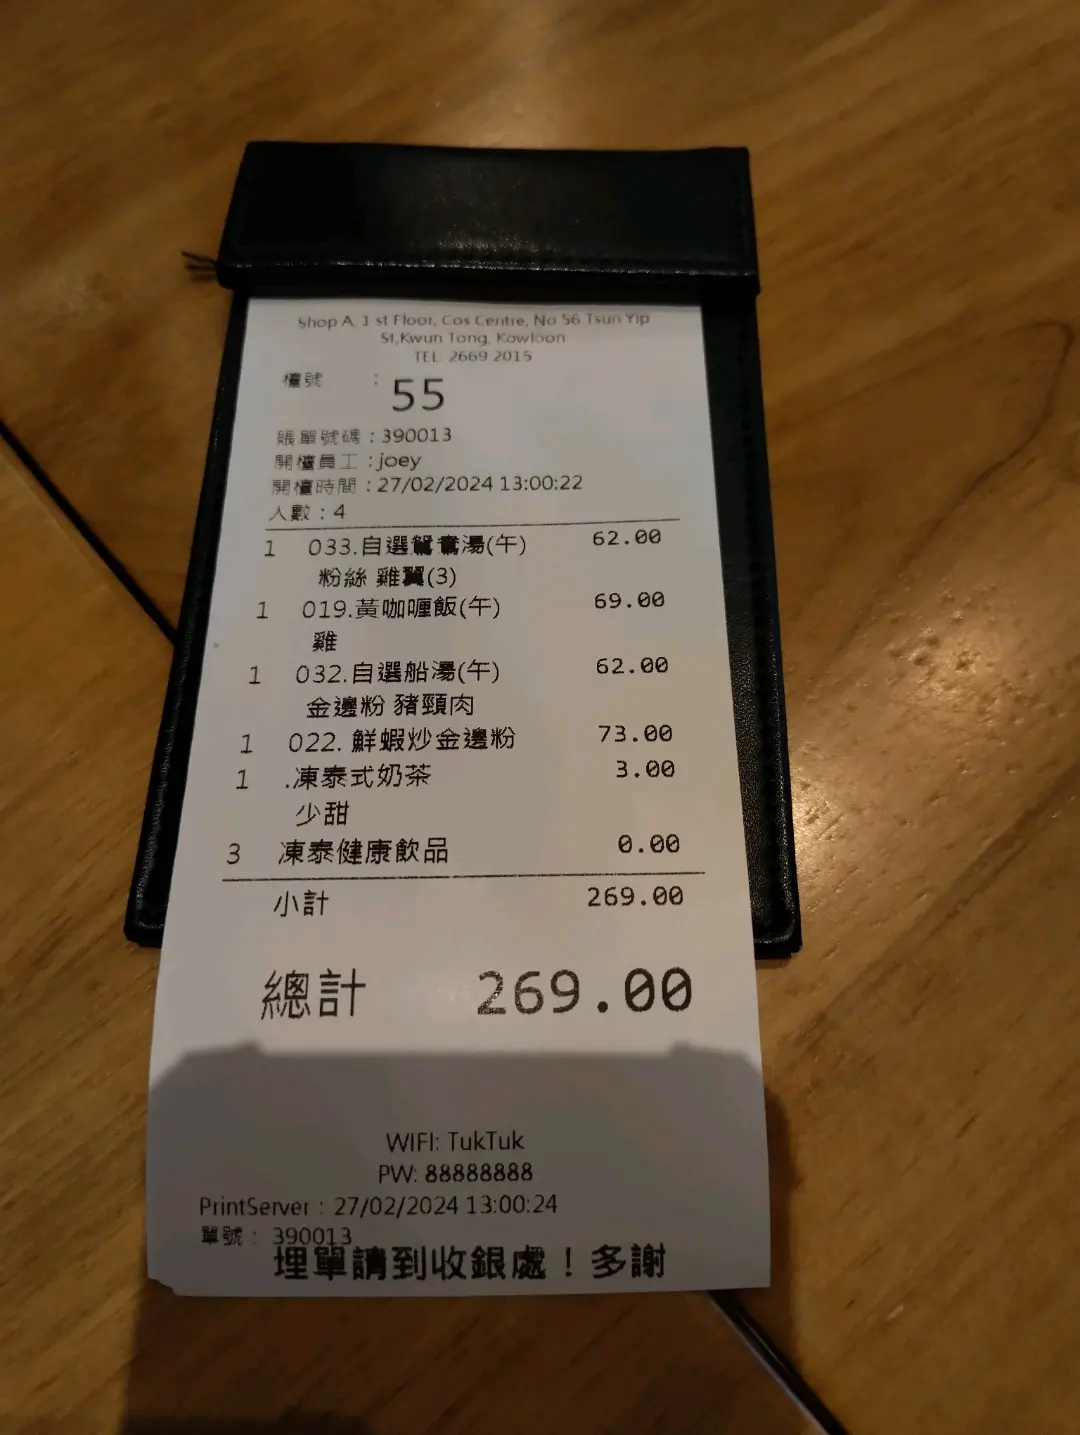 Shop A, 1 st Floor, Cos Centre, No 56 Tsun Yip
St,Kwun Tong, Kowloon
TEL: 2669 2015
檯號 : 55
賬單號碼 : 390013
開檯員工 : joey
開檯時間 : 27/02/2024 13:00:22
人數 : 4
1 033.自選鴛鴦湯(午) 62.00
粉絲 雞翼(3)
1 019.黃咖喱飯(午) 69.00
雞
1 032.自選船湯(午) 62.00
金邊粉 豬頸肉
1 022. 鮮蝦炒金邊粉 73.00
1 .凍泰式奶茶 3.00
少甜
3 凍泰健康飲品 0.00
小計 269.00
總計 269.00
WIFI: TukTuk
PW: 88888888
PrintServer : 27/02/2024 13:00:24
單號 : 390013
埋單請到收銀處！多謝